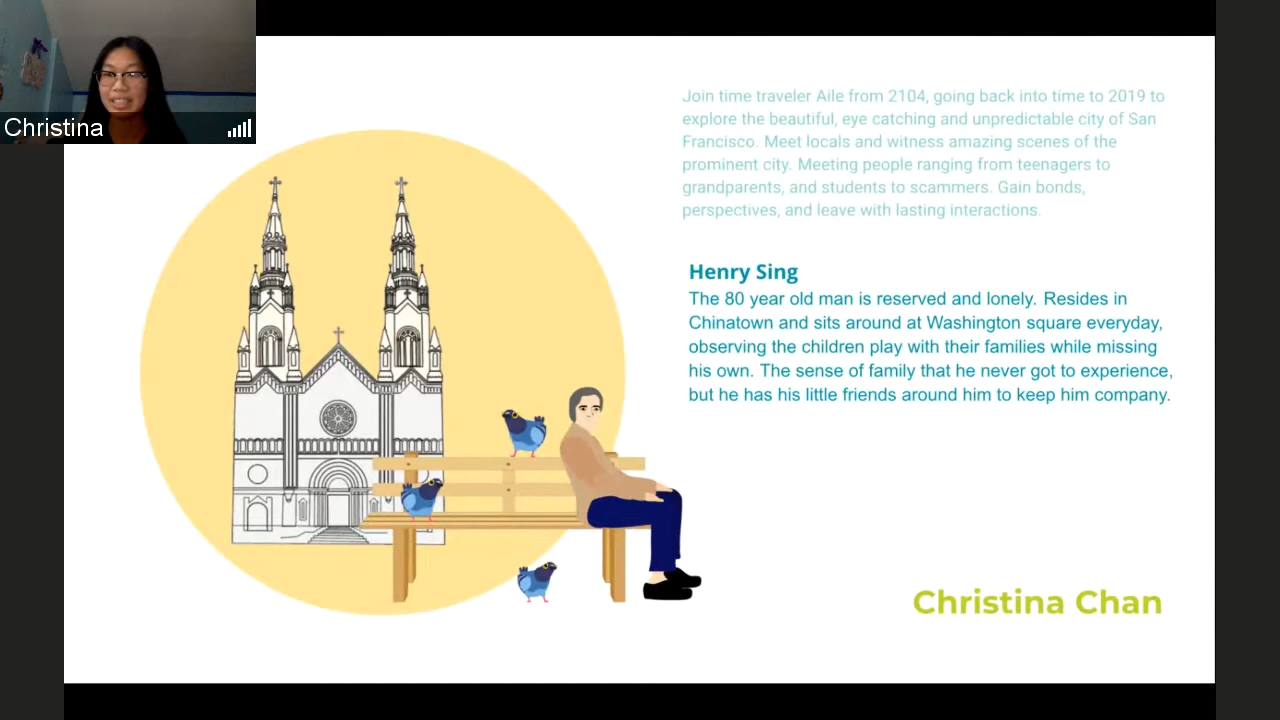 Christina
Join time traveler Aile from 2104, going back into time to 2019 to
explore the beautiful, eye catching and unpredictable city of San
Francisco. Meet locals and witness amazing scenes of the
prominent city. Meeting people ranging from teenagers to
grandparents, and students to scammers. Gain bonds,
perspectives, and leave with lasting interactions.
Henry Sing
The 80 year old man is reserved and lonely. Resides in
Chinatown and sits around at Washington square everyday,
observing the children play with their families while missing
his own. The sense of family that he never got to experience,
but he has his little friends around him to keep him company.
Christina Chan